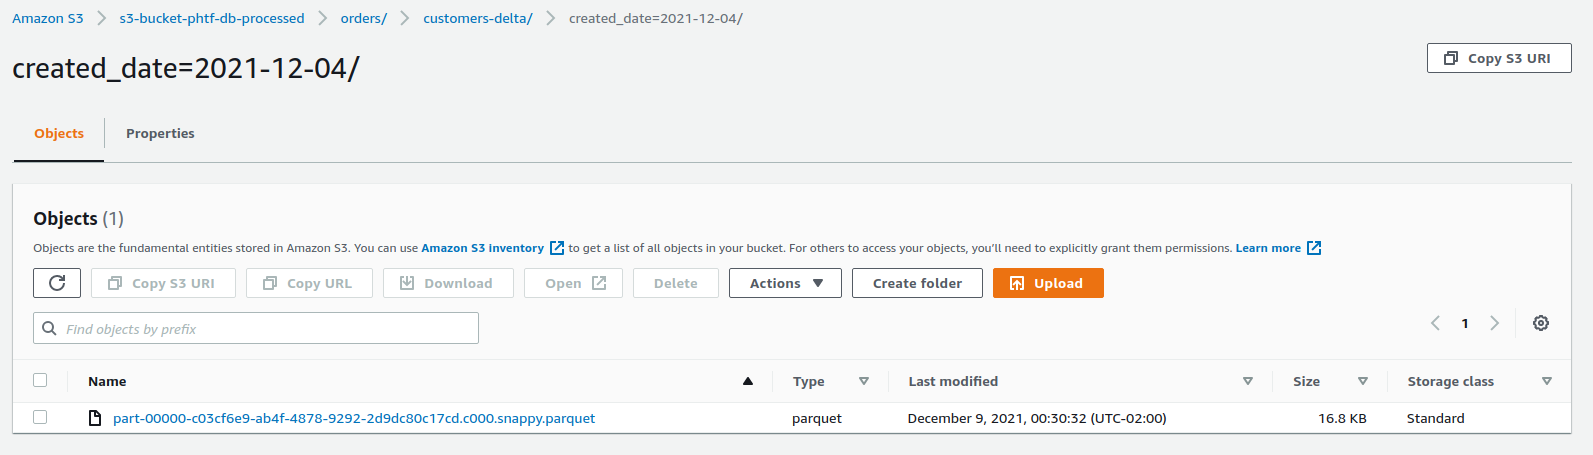 Amazon S3 > s3-bucket-phtf-db-processed > orders/ > customers-delta/ > created_date=2021-12-04/
created_date=2021-12-04/
Copy S3 URI
Objects
Properties
Objects (1)
Objects are the fundamental entities stored in Amazon S3. You can use Amazon S3 inventory to get a list of all objects in your bucket. For others to access your objects, you'll need to explicitly grant them permissions. Learn more
Copy S3 URI Copy URL Download Open Delete Actions Create folder Upload
Find objects by prefix
1
Name Type Last modified Size Storage class
part-00000-c03cf6e9-ab4f-4878-9292-2d9dc80c17cd.c000.snappy.parquet parquet December 9, 2021, 00:30:32 (UTC-02:00) 16.8 KB Standard